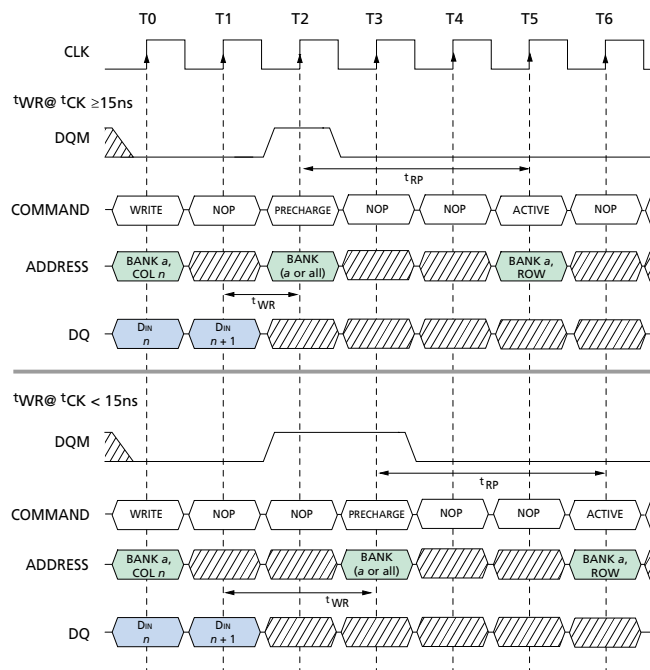 T0 T1 T2 T3 T4 T5 T6
CLK
tWR@ tCK ≥15ns
DQM
tRP
COMMAND WRITE NOP PRECHARGE NOP NOP ACTIVE NOP
ADDRESS BANK a, COL n BANK (a or all) BANK a, ROW
tWR
DQ DIN n DIN n + 1
tWR@ tCK < 15ns
DQM
tRP
COMMAND WRITE NOP NOP PRECHARGE NOP NOP ACTIVE
ADDRESS BANK a, COL n BANK (a or all) BANK a, ROW
tWR
DQ DIN n DIN n + 1